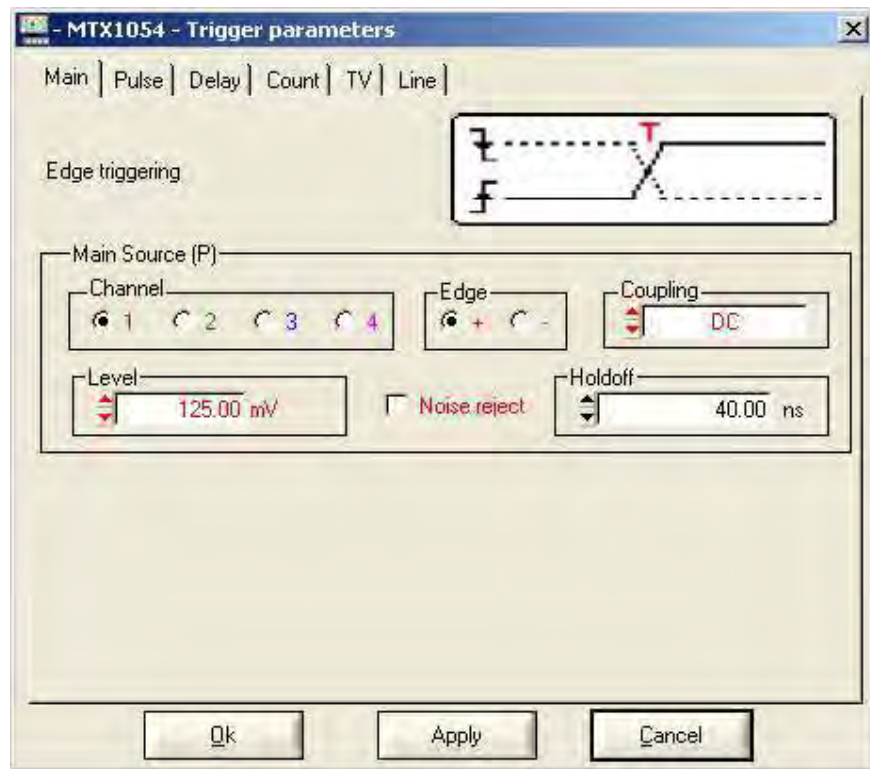 - MTX1054 - Trigger parameters
Main Pulse Delay Count TV Line
T
Edge triggering
Main Source (P)
Channel
1 2 3 4
Edge
+ -
Coupling
DC
Level
125.00 mV
Noise reject
Holdoff
40.00 ns
Ok Apply Cancel